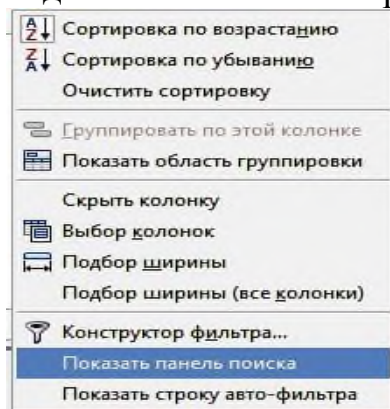 Сортировка по возрастанию
Сортировка по убыванию
Очистить сортировку
Группировать по этой колонке
Показать область группировки
Скрыть колонку
Выбор колонок
Подбор ширины
Подбор ширины (все колонки)
Конструктор фильтра...
Показать панель поиска
Показать строку авто-фильтра